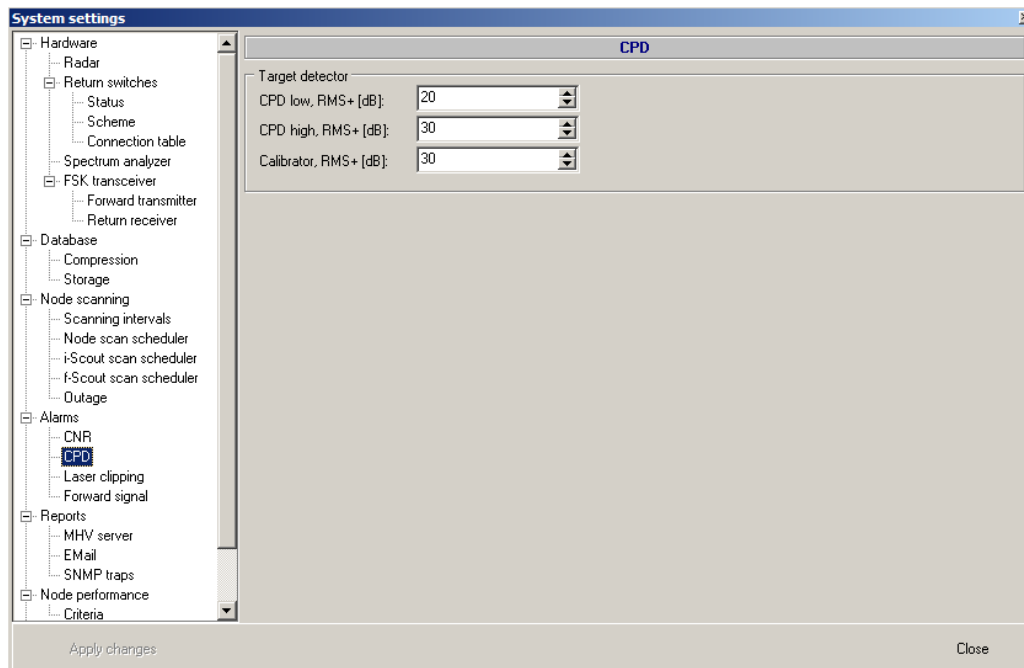 System settings
Hardware
Radar
Return switches
Status
Scheme
Connection table
Spectrum analyzer
FSK transceiver
Forward transmitter
Return receiver
Database
Compression
Storage
Node scanning
Scanning intervals
Node scan scheduler
i-Scout scan scheduler
f-Scout scan scheduler
Outage
Alarms
CNR
CPD
Laser clipping
Forward signal
Reports
MHV server
EMail
SNMP traps
Node performance
Criteria
CPD
Target detector
CPD low, RMS+ [dB]: 20
CPD high, RMS+ [dB]: 30
Calibrator, RMS+ [dB]: 30
Apply changes
Close